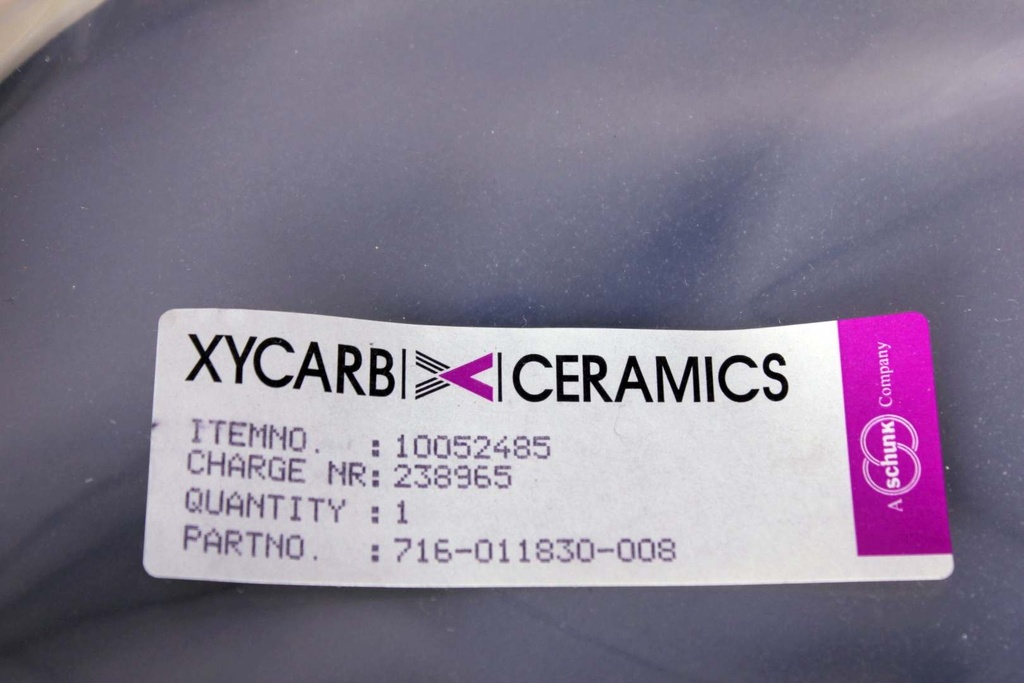 XYCARB CERAMICS
ITEMNO. : 10052485
CHARGE NR: 238965
QUANTITY : 1
PARTNO. : 716-011830-008
A schunk Company